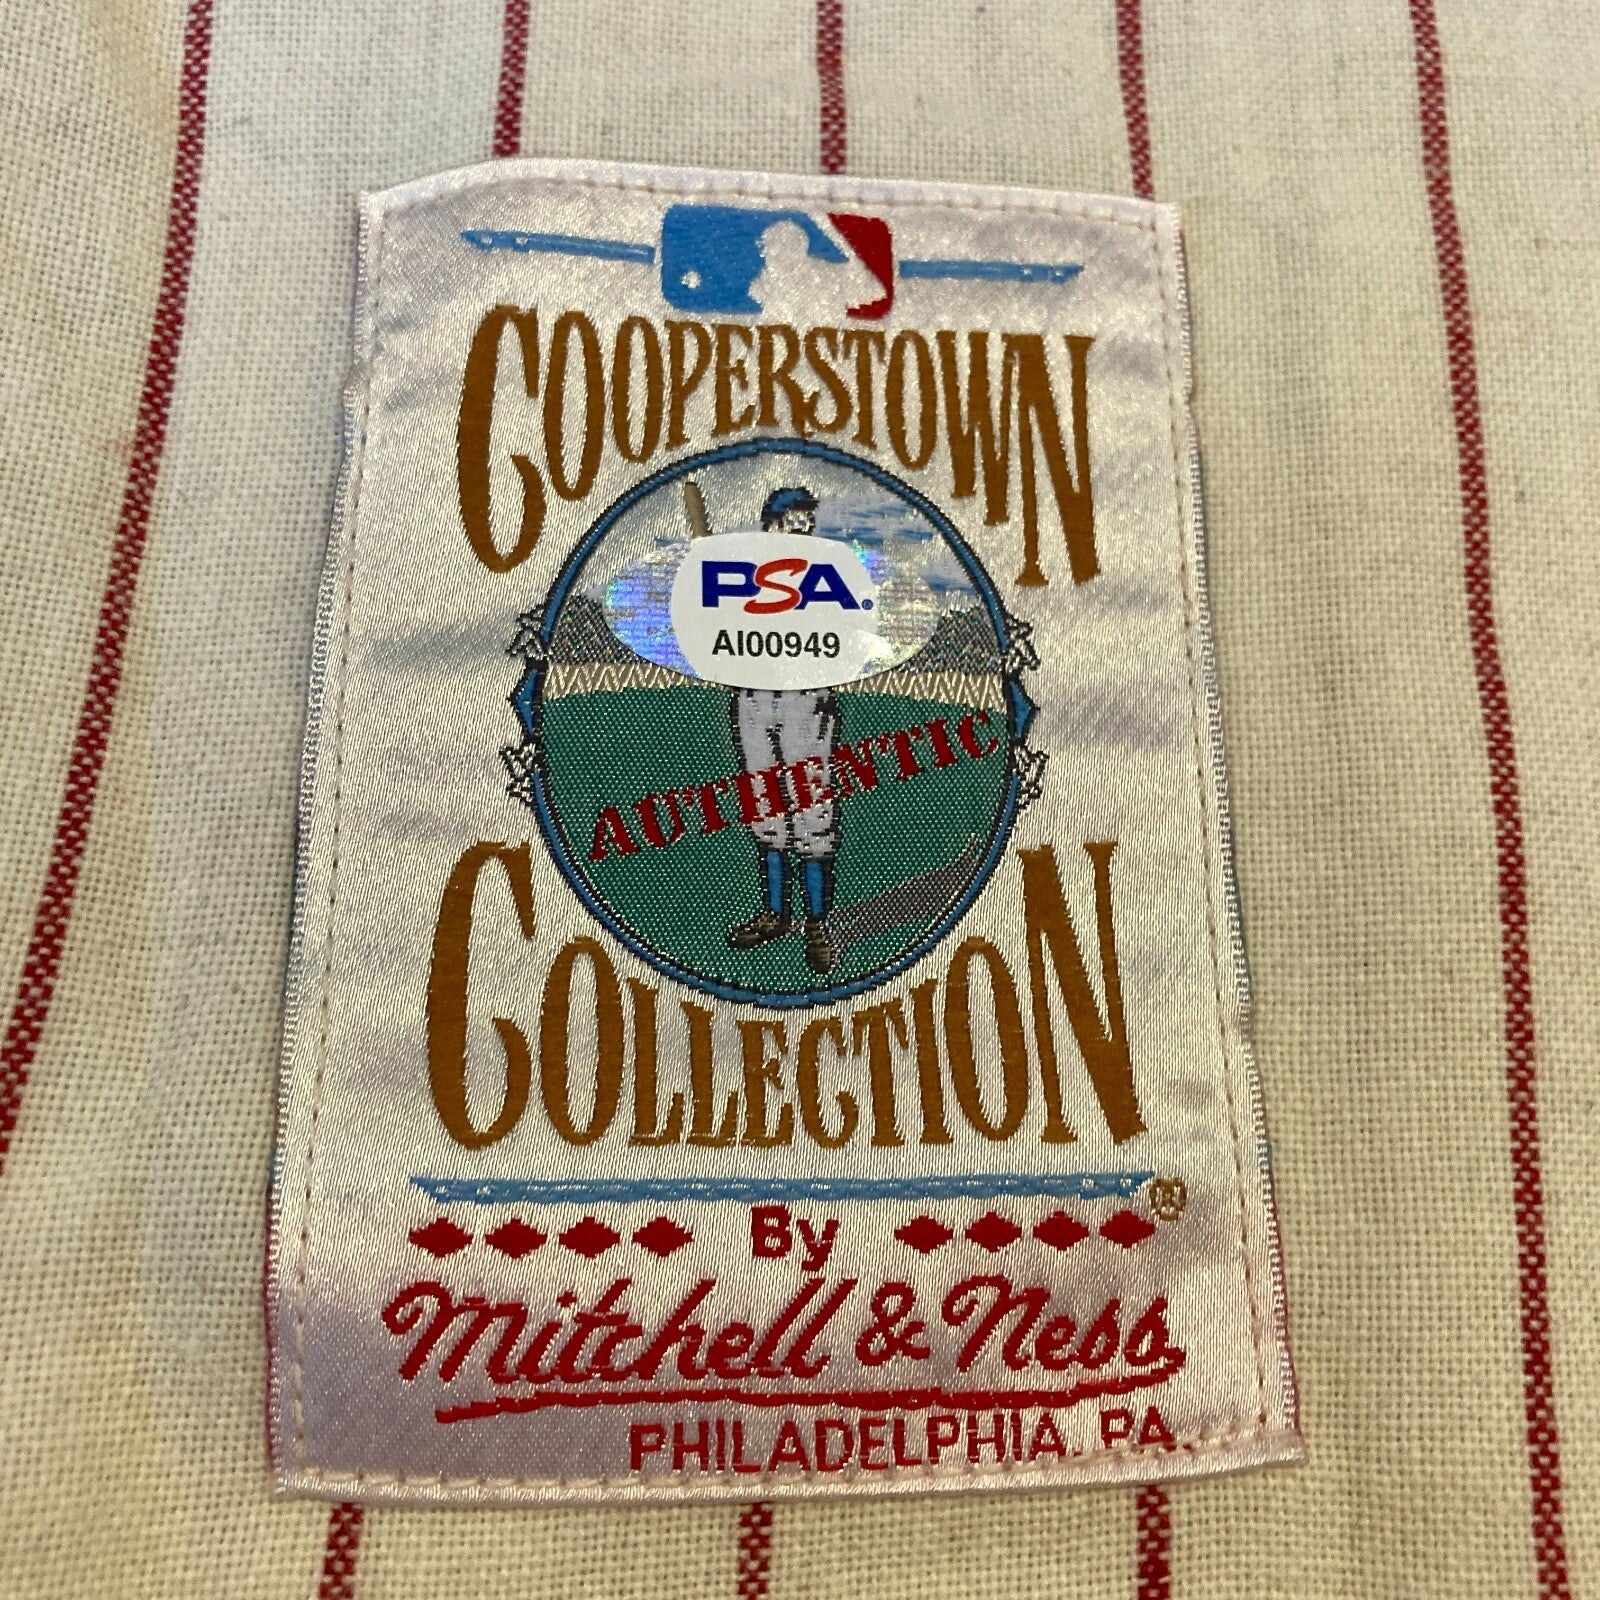 COOPERSTOWN
PSA®
AI00949
AUTHENTIC
COLLECTION®
By
Mitchell & Ness
PHILADELPHIA, PA.